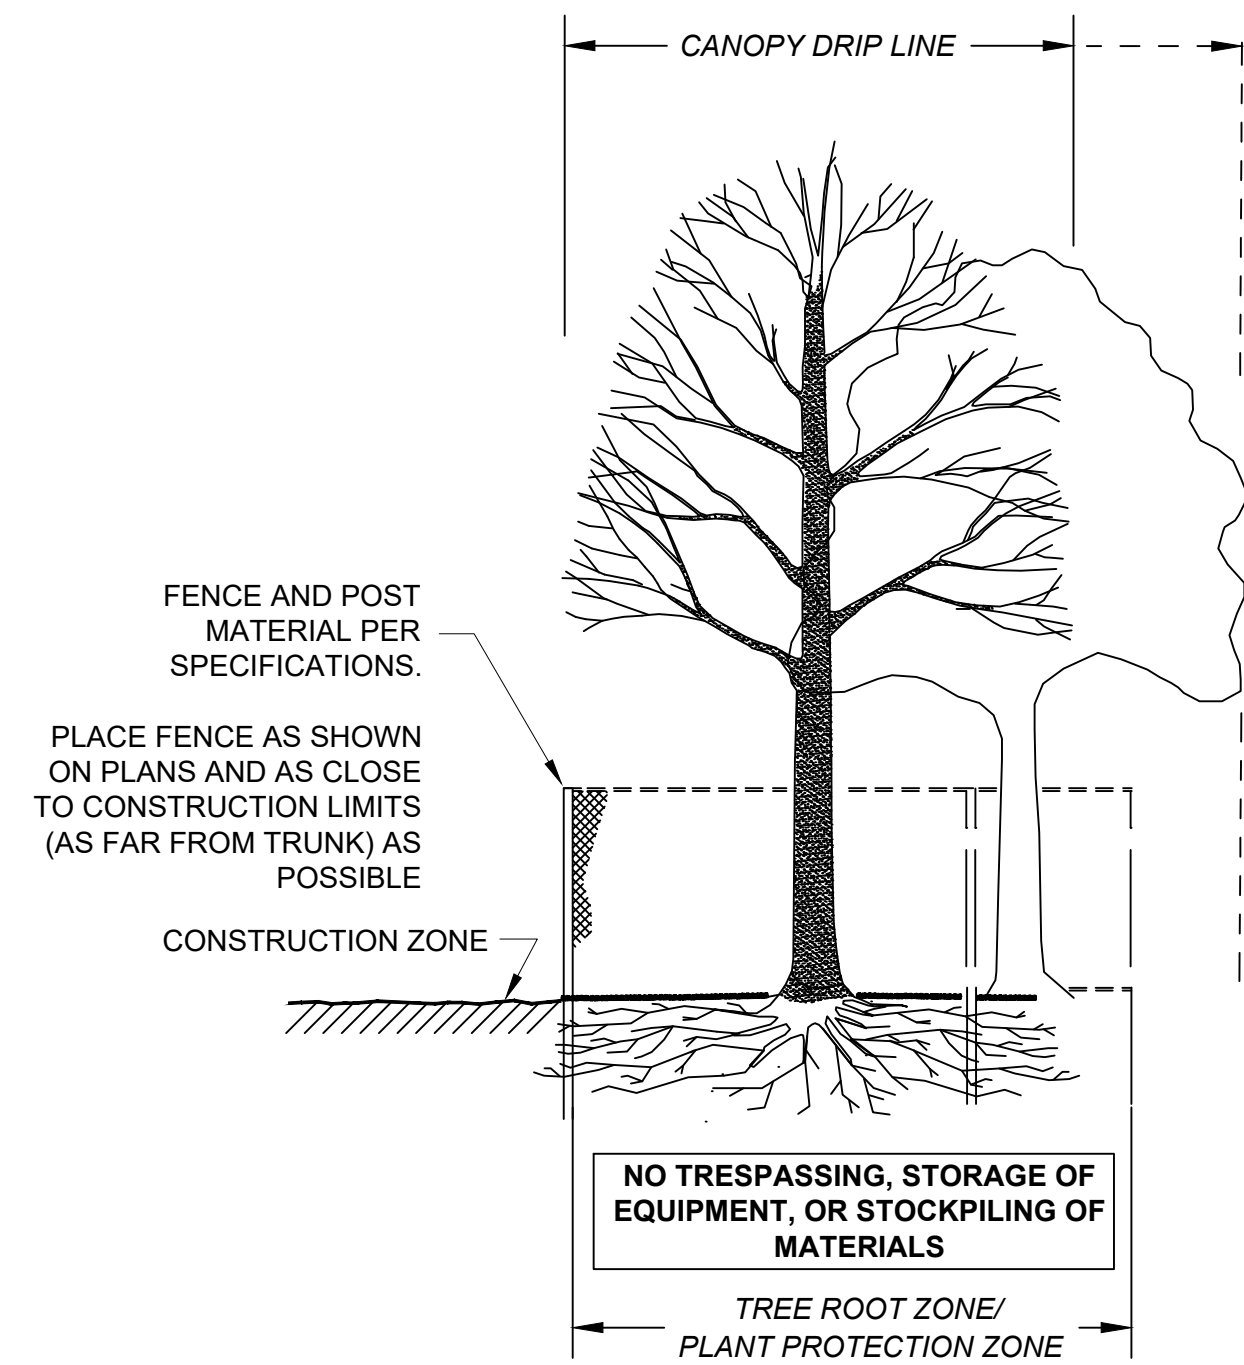 CANOPY DRIP LINE
FENCE AND POST
MATERIAL PER
SPECIFICATIONS.
PLACE FENCE AS SHOWN
ON PLANS AND AS CLOSE
TO CONSTRUCTION LIMITS
(AS FAR FROM TRUNK) AS
POSSIBLE
CONSTRUCTION ZONE
NO TRESPASSING, STORAGE OF
EQUIPMENT, OR STOCKPILING OF
MATERIALS
TREE ROOT ZONE/
PLANT PROTECTION ZONE